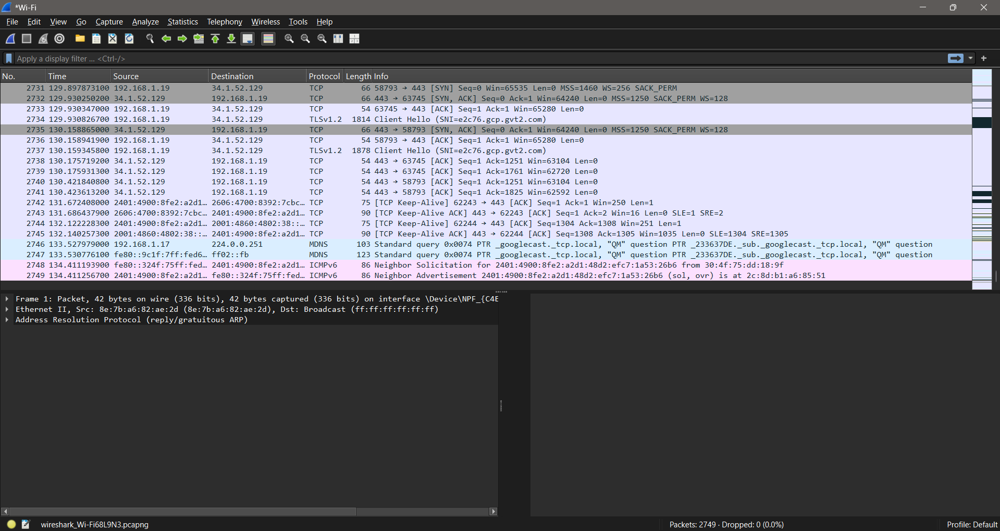 *Wi-Fi
File Edit View Go Capture Analyze Statistics Telephony Wireless Tools Help
Apply a display filter ... <Ctrl-/>
No. Time Source Destination Protocol Length Info
2731 129.897873100 192.168.1.19 34.1.52.129 TCP 66 58793 → 443 [SYN] Seq=0 Win=65535 Len=0 MSS=1460 WS=256 SACK_PERM
2732 129.930250200 34.1.52.129 192.168.1.19 TCP 66 443 → 63745 [SYN, ACK] Seq=0 Ack=1 Win=64240 Len=0 MSS=1250 SACK_PERM WS=128
2733 129.930347000 192.168.1.19 34.1.52.129 TCP 54 63745 → 443 [ACK] Seq=1 Ack=1 Win=65280 Len=0
2734 129.930826700 192.168.1.19 34.1.52.129 TLSv1.2 1814 Client Hello (SNI=e2c76.gcp.gvt2.com)
2735 130.158865000 34.1.52.129 192.168.1.19 TCP 66 443 → 58793 [SYN, ACK] Seq=0 Ack=1 Win=64240 Len=0 MSS=1250 SACK_PERM WS=128
2736 130.158941900 192.168.1.19 34.1.52.129 TCP 54 58793 → 443 [ACK] Seq=1 Ack=1 Win=65280 Len=0
2737 130.159345800 192.168.1.19 34.1.52.129 TLSv1.2 1878 Client Hello (SNI=e2c76.gcp.gvt2.com)
2738 130.175719200 34.1.52.129 192.168.1.19 TCP 54 443 → 63745 [ACK] Seq=1 Ack=1251 Win=63104 Len=0
2739 130.175931300 34.1.52.129 192.168.1.19 TCP 54 443 → 63745 [ACK] Seq=1 Ack=1761 Win=62720 Len=0
2740 130.421840800 34.1.52.129 192.168.1.19 TCP 54 443 → 58793 [ACK] Seq=1 Ack=1251 Win=63104 Len=0
2741 130.423613200 34.1.52.129 192.168.1.19 TCP 54 443 → 58793 [ACK] Seq=1 Ack=1825 Win=62592 Len=0
2742 131.672408000 2401:4900:8fe2:a2d1… 2606:4700:8392:7cbc… TCP 75 [TCP Keep-Alive] 62243 → 443 [ACK] Seq=1 Ack=1 Win=250 Len=1
2743 131.686437900 2606:4700:8392:7cbc… 2401:4900:8fe2:a2d1… TCP 90 [TCP Keep-Alive ACK] 443 → 62243 [ACK] Seq=1 Ack=2 Win=16 Len=0 SLE=1 SRE=2
2744 132.122228300 2401:4900:8fe2:a2d1… 2001:4860:4802:38::… TCP 75 [TCP Keep-Alive] 62244 → 443 [ACK] Seq=1304 Ack=1308 Win=251 Len=1
2745 132.140257300 2001:4860:4802:38::… 2401:4900:8fe2:a2d1… TCP 90 [TCP Keep-Alive ACK] 443 → 62244 [ACK] Seq=1308 Ack=1305 Win=1035 Len=0 SLE=1304 SRE=1305
2746 133.527979000 192.168.1.17 224.0.0.251 MDNS 103 Standard query 0x0074 PTR _googlecast._tcp.local, "QM" question PTR _233637DE._sub._googlecast._tcp.local, "QM" question
2747 133.530776100 fe80::9c1f:7ff:fed6… ff02::fb MDNS 123 Standard query 0x0074 PTR _googlecast._tcp.local, "QM" question PTR _233637DE._sub._googlecast._tcp.local, "QM" question
2748 134.411193900 fe80::324f:75ff:fed… 2401:4900:8fe2:a2d1… ICMPv6 86 Neighbor Solicitation for 2401:4900:8fe2:a2d1:48d2:efc7:1a53:26b6 from 30:4f:75:dd:18:9f
2749 134.411256700 2401:4900:8fe2:a2d1… fe80::324f:75ff:fed… ICMPv6 86 Neighbor Advertisement 2401:4900:8fe2:a2d1:48d2:efc7:1a53:26b6 (sol, ovr) is at 2c:8d:b1:a6:85:51
Frame 1: Packet, 42 bytes on wire (336 bits), 42 bytes captured (336 bits) on interface \Device\NPF_{C4E
Ethernet II, Src: 8e:7b:a6:82:ae:2d (8e:7b:a6:82:ae:2d), Dst: Broadcast (ff:ff:ff:ff:ff:ff)
Address Resolution Protocol (reply/gratuitous ARP)
wireshark_Wi-Fi68L9N3.pcapng
Packets: 2749 · Dropped: 0 (0.0%)
Profile: Default